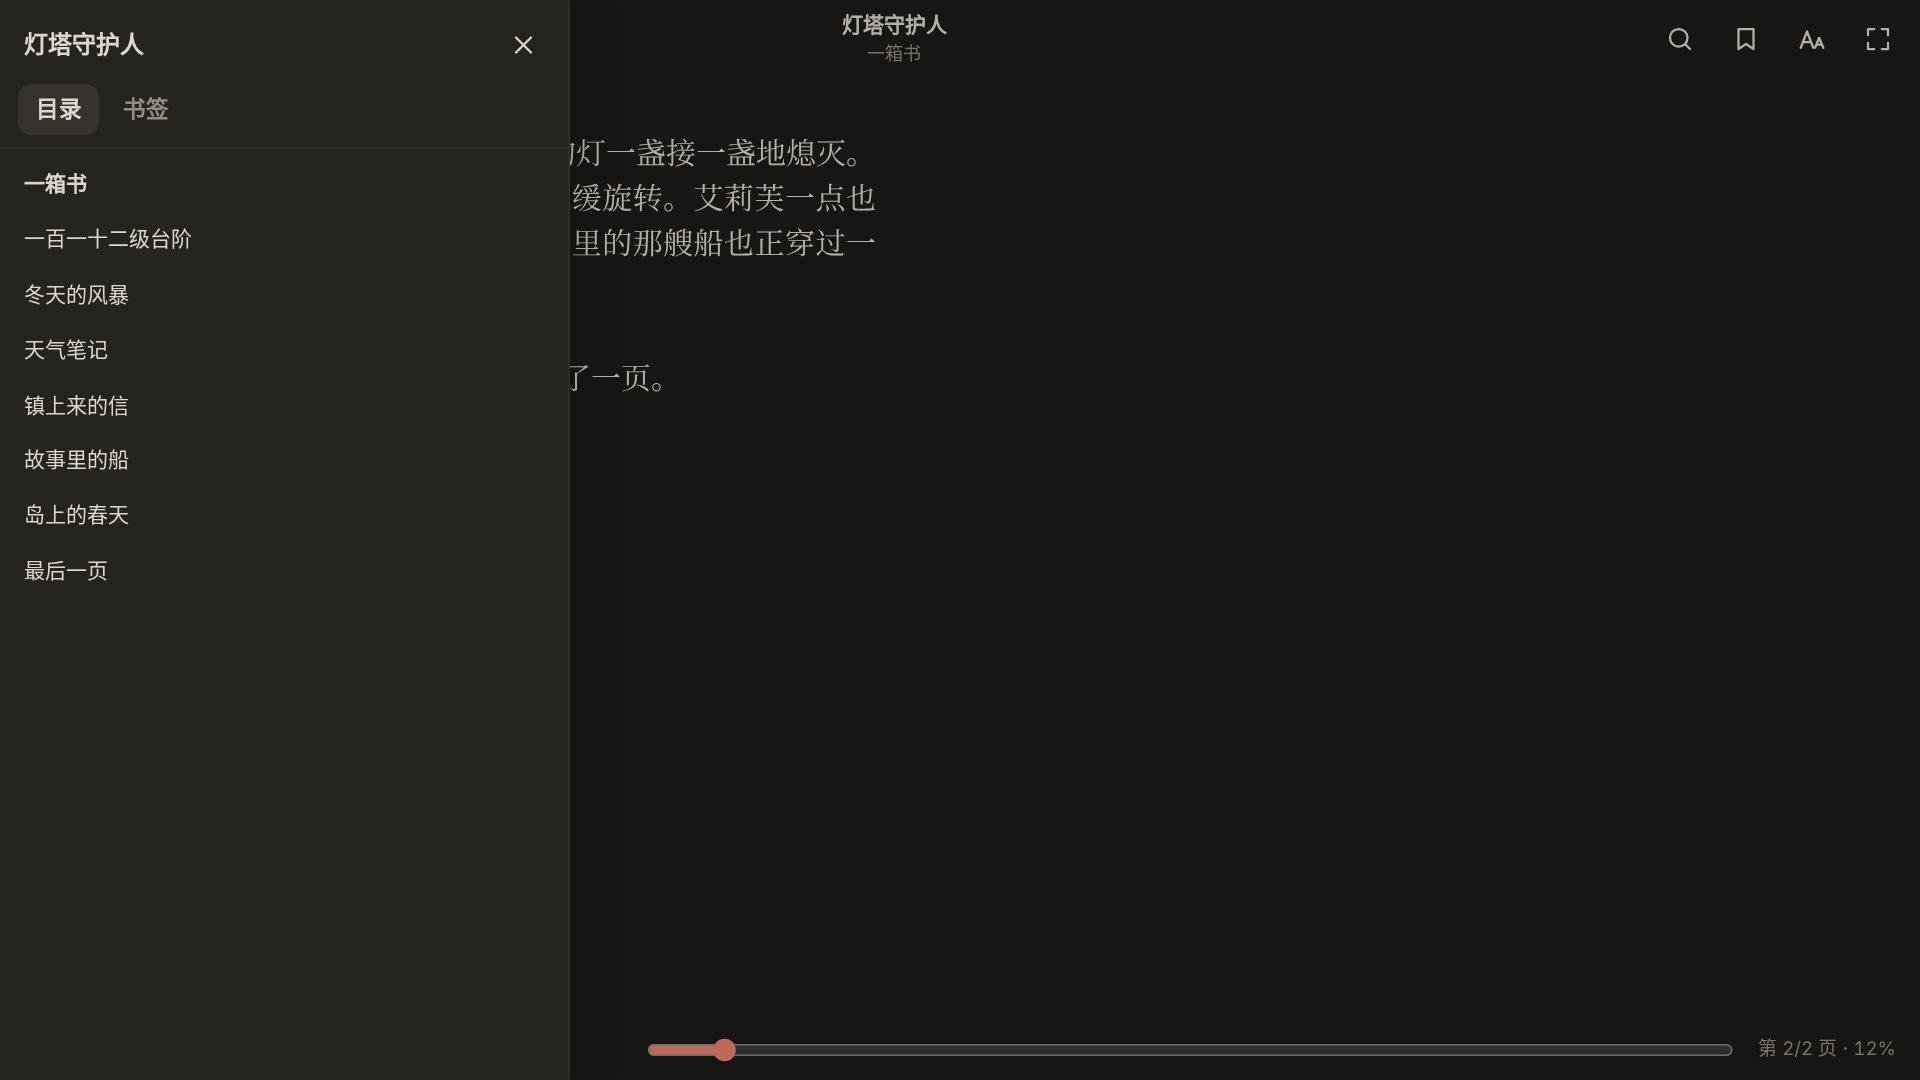 灯塔守护人
目录
书签
一箱书
一百一十二级台阶
冬天的风暴
天气笔记
镇上来的信
故事里的船
岛上的春天
最后一页
灯塔守护人
一箱书
灯一盏接一盏地熄灭。
缓旋转。艾莉芙一点也
里的那艘船也正穿过一
了一页。
第 2/2 页 · 12%